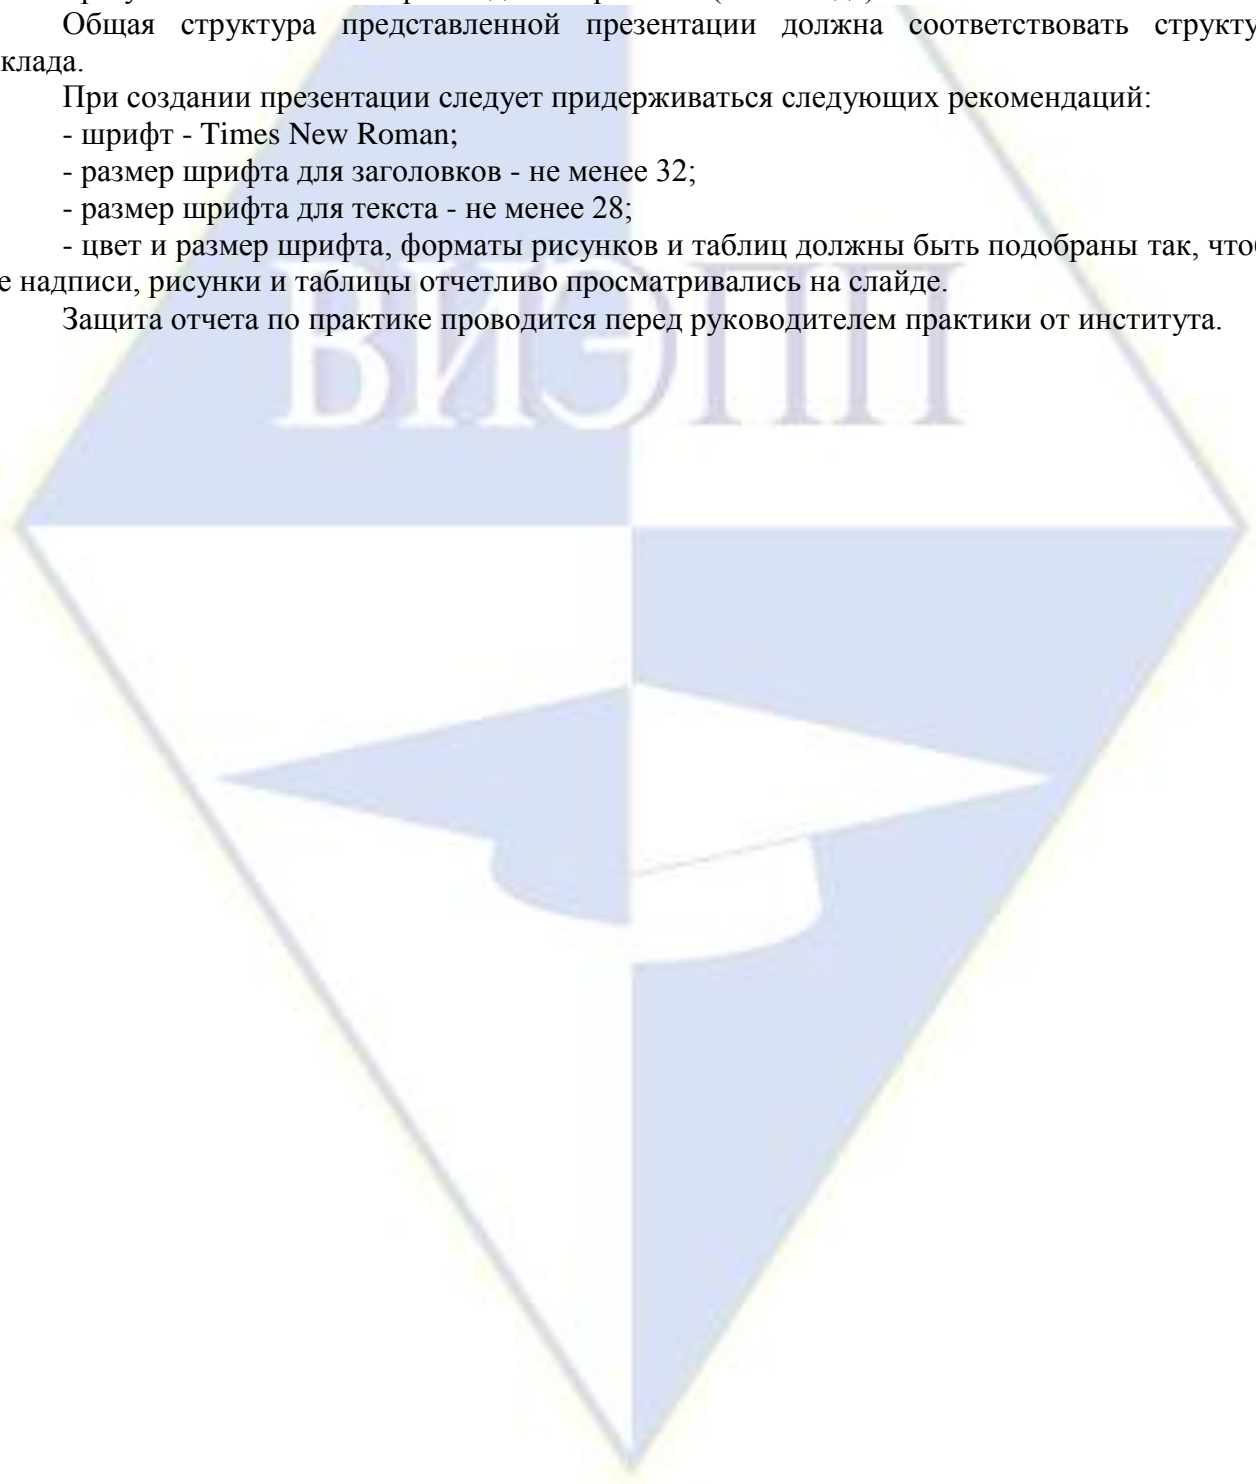 Общая структура представленной презентации должна соответствовать структу
клада.
При создании презентации следует придерживаться следующих рекомендаций:
- шрифт - Times New Roman;
- размер шрифта для заголовков - не менее 32;
- размер шрифта для текста - не менее 28;
- цвет и размер шрифта, форматы рисунков и таблиц должны быть подобраны так, чтоб
е надписи, рисунки и таблицы отчетливо просматривались на слайде.
Защита отчета по практике проводится перед руководителем практики от института.
ВИЭПП